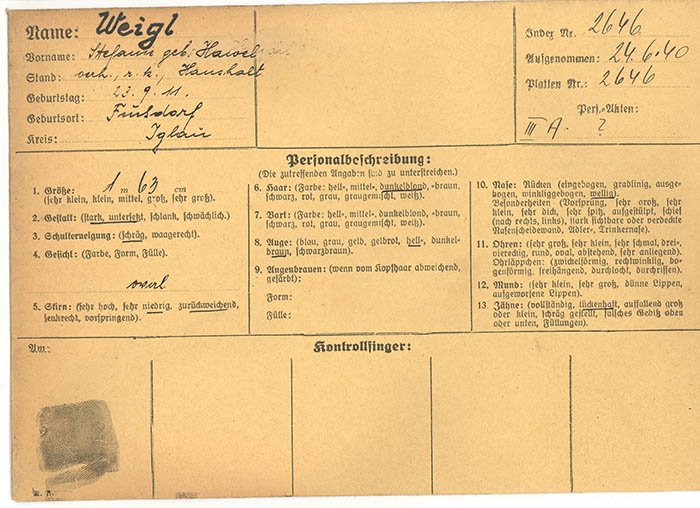 Name: Weigl
Vorname: Stefanie geb. Hawel
Stand: verh., r. k., Haushalt
Geburtstag: 23. 9. 11.
Geburtsort:
Kreis: Iglau
Index Nr. 2646
Aufgenommen: 24.6.40
Platten Nr.: 2646
Pers.-Akten:
III A. ?
Personalbeschreibung:
(Die zutreffenden Angaben sind zu unterstreichen.)
1. Größe: 1 m 63 cm
(sehr klein, klein, mittel, groß, sehr groß).
2. Gestalt: (stark, untersetzt, schlank, schwächlich.)
3. Schulterneigung: (schräg, waagerecht).
4. Gesicht: (Farbe, Form, Fülle).
oval
5. Stirn: (sehr hoch, sehr niedrig, zurückweichend,
senkrecht, vorspringend).
6. Haar: (Farbe: hell-, mittel-, dunkelblond, -braun,
schwarz, rot, grau, graugemischt, weiß).
7. Bart: (Farbe: hell-, mittel-, dunkelblond, -braun,
schwarz, rot, grau, graugemischt, weiß).
8. Auge: (blau, grau, gelb, gelbrot, hell-, dunkel-
braun, schwarzbraun).
9. Augenbrauen: (wenn vom Kopfhaar abweichend,
gefärbt):
Form:
Fülle:
10. Nase: Rücken (eingebogen, gradlinig, ausge-
bogen, winkliggebogen, wellig).
Besonderheiten (Vorsprung, sehr groß, sehr
klein, sehr dick, sehr spitz, aufgestülpt, schief
(nach rechts, links), stark sichtbare oder verdeckte
Nasenscheidewand, Adler-, Trinkernase).
11. Ohren: (sehr groß, sehr klein, sehr schmal, drei-,
viereckig, rund, oval, abstehend, sehr anliegend).
Ohrläppchen: (zwickelförmig, rechtwinklig, bo-
genförmig, freihängend, durchlocht, durchrissen).
12. Mund: (sehr klein, sehr groß, dünne Lippen,
aufgeworfene Lippen).
13. Zähne: (vollständig, lückenhaft, auffallend groß
oder klein, schräg gestellt, falsches Gebiß oben
oder unten, Füllungen).
Am:
Kontrollfinger: